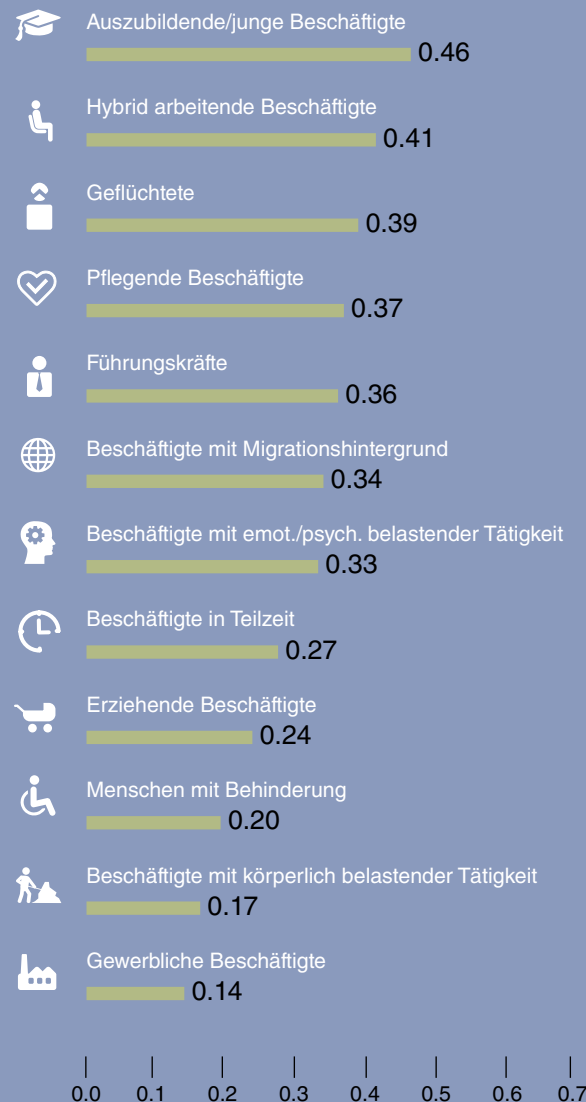 Auszubildende/junge Beschäftigte
0.46
Hybrid arbeitende Beschäftigte
0.41
Geflüchtete
0.39
Pflegende Beschäftigte
0.37
Führungskräfte
0.36
Beschäftigte mit Migrationshintergrund
0.34
Beschäftigte mit emot./psych. belastender Tätigkeit
0.33
Beschäftigte in Teilzeit
0.27
Erziehende Beschäftigte
0.24
Menschen mit Behinderung
0.20
Beschäftigte mit körperlich belastender Tätigkeit
0.17
Gewerbliche Beschäftigte
0.14
0.0 0.1 0.2 0.3 0.4 0.5 0.6 0.7